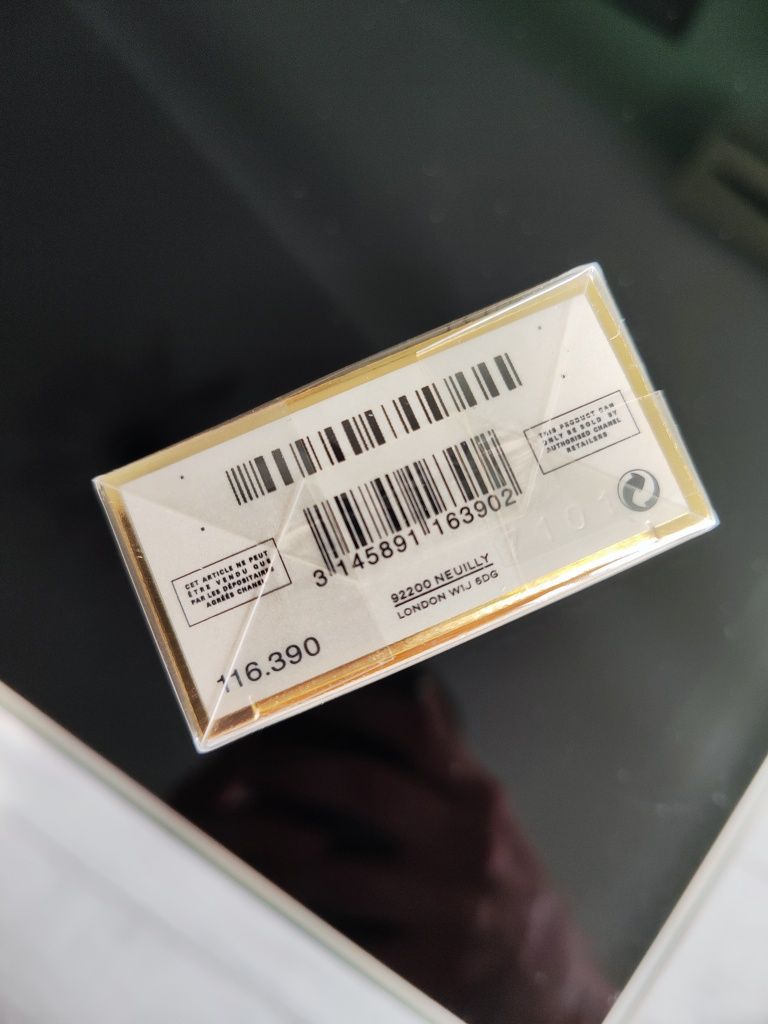 THIS PRODUCT CAN
ONLY BE SOLD BY
AUTHORISED CHANEL
RETAILERS
3 145891 163902
CET ARTICLE NE PEUT
ÊTRE VENDU QUE
PAR LES DÉPOSITAIRES
AGRÉÉS CHANEL
92200 NEUILLY
LONDON W1J 6DG
116.390